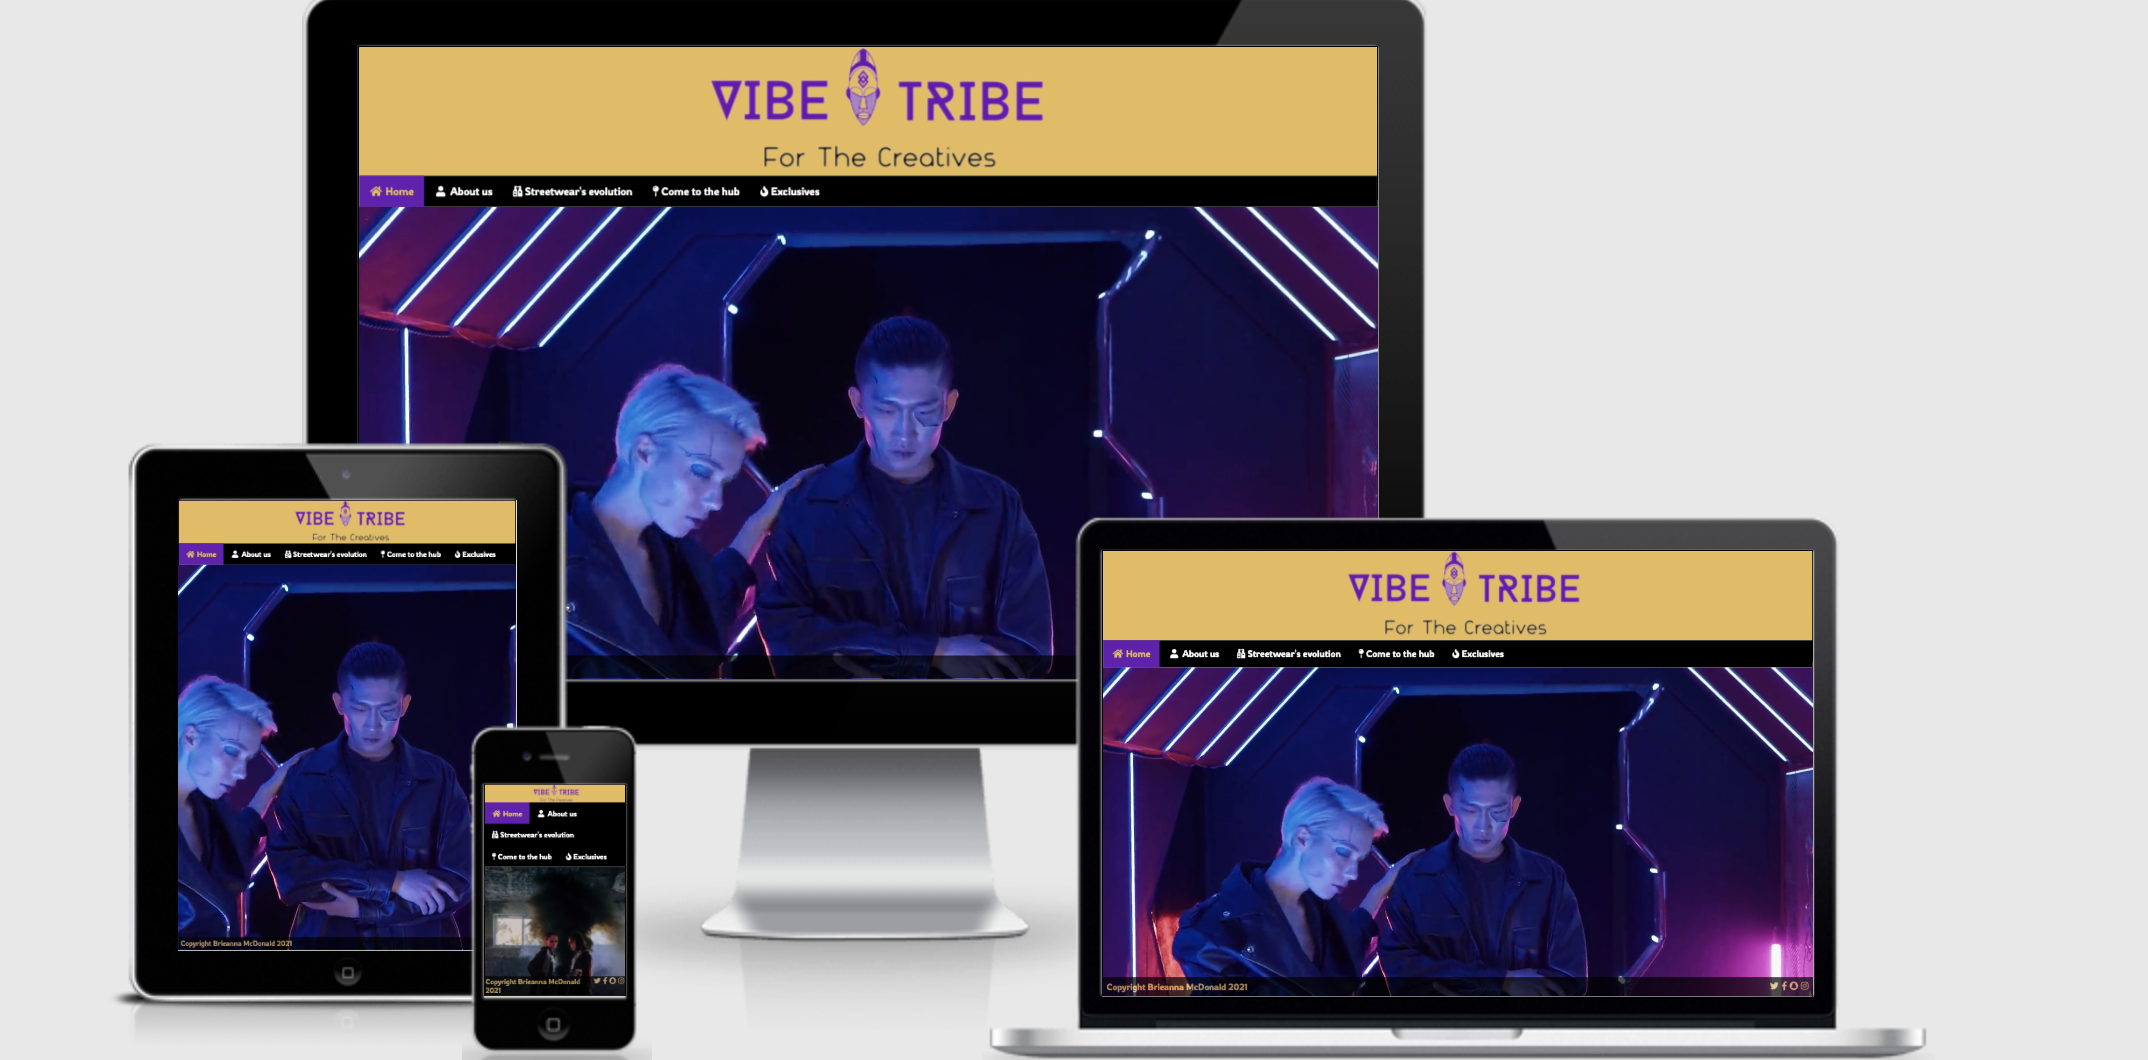 VIBE TRIBE
For The Creatives
Home About us Streetwear's evolution Come to the hub Exclusives
VIBE TRIBE
For The Creatives
Home About us Streetwear's evolution Come to the hub Exclusives
Copyright Brieanna McDonald 2021
VIBE TRIBE
For The Creatives
Home About us
Streetwear's evolution
Come to the hub Exclusives
Copyright Brieanna McDonald
2021
VIBE TRIBE
For The Creatives
Home About us Streetwear's evolution Come to the hub Exclusives
Copyright Brieanna McDonald 2021